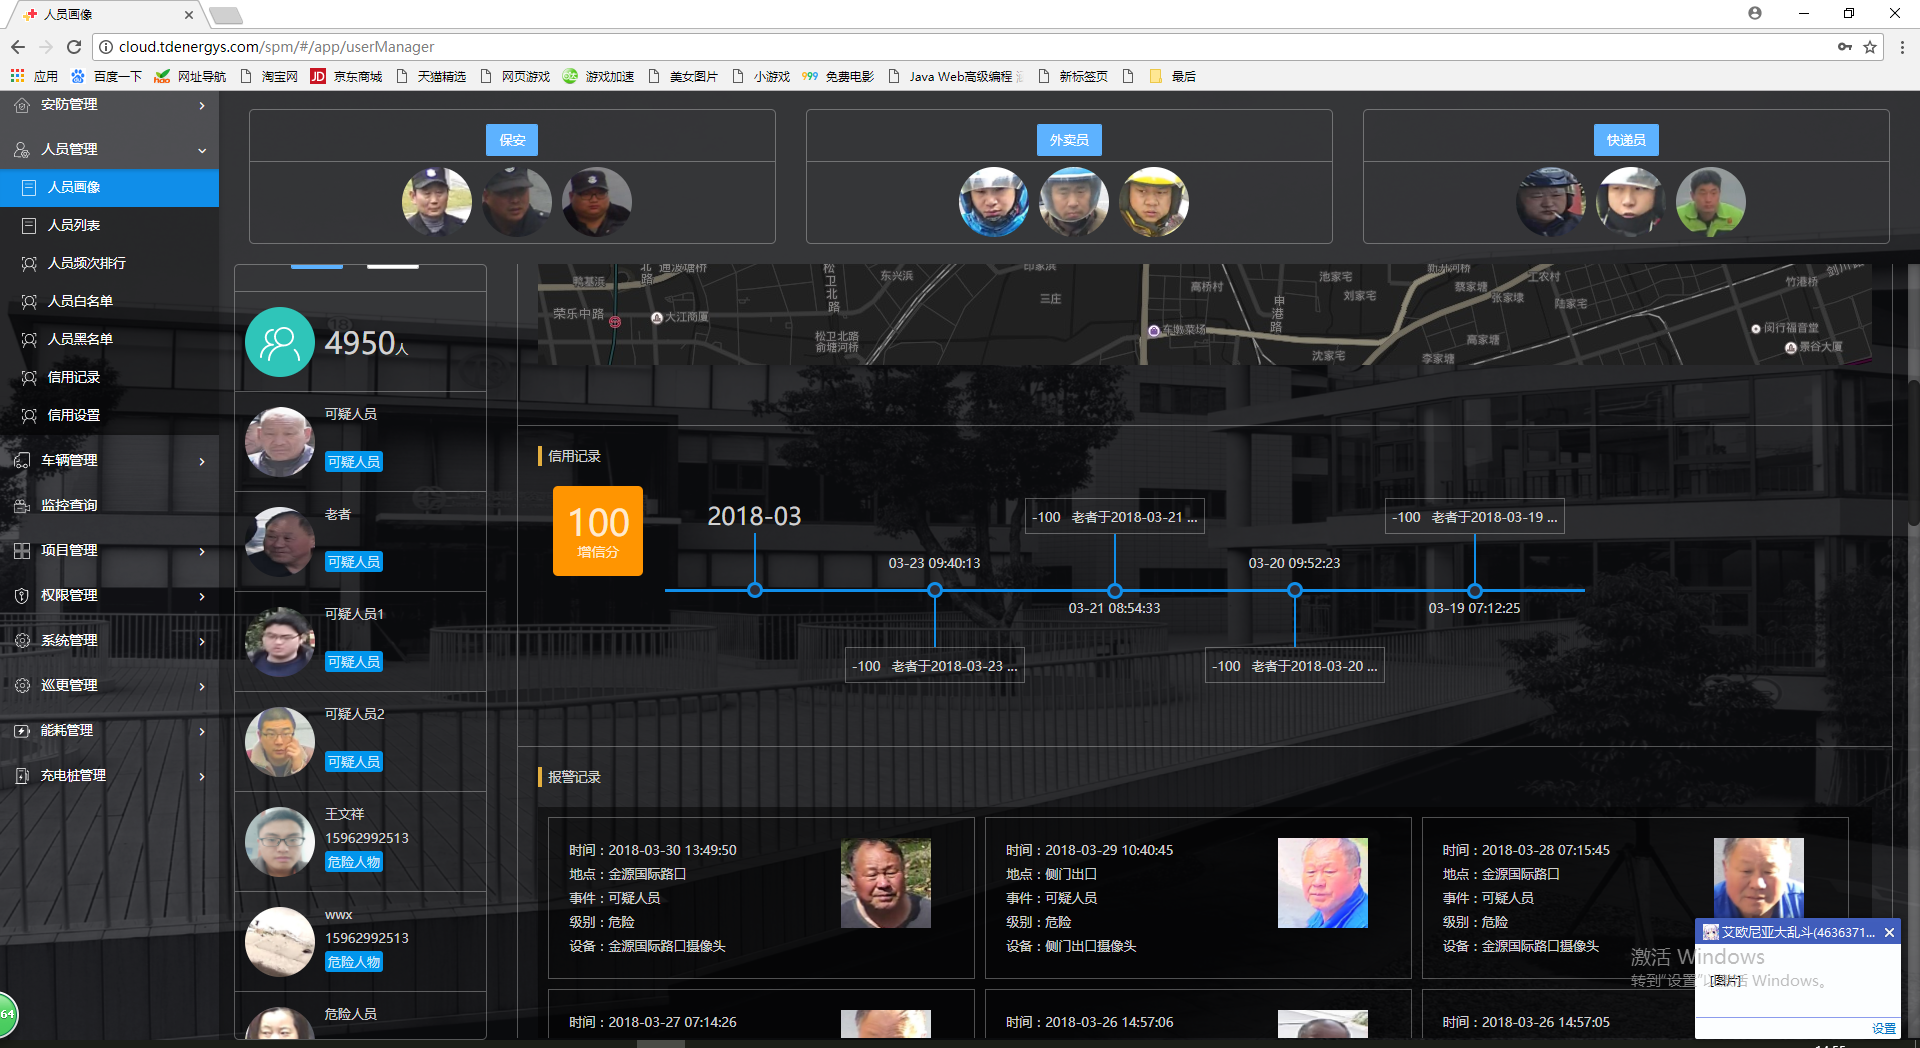 人员画像
cloud.tdenergys.com/spm/#/app/userManager
应用 百度一下 网址导航 淘宝网 JD 京东商城 天猫精选 网页游戏 游戏加速 美女图片 小游戏 999 免费电影 Java Web高级编程 新标签页 最后
安防管理
人员管理
人员画像
人员列表
人员频次排行
人员白名单
人员黑名单
信用记录
信用设置
车辆管理
监控查询
项目管理
权限管理
系统管理
巡更管理
能耗管理
充电桩管理
64
保安
外卖员
快递员
4950人
可疑人员
可疑人员
老者
可疑人员
可疑人员1
可疑人员
可疑人员2
可疑人员
王文祥
15962992513
危险人物
wwx
15962992513
危险人物
危险人员
荣乐中路
大江商厦
松卫北路
东兴浜
三庄
松卫北路
俞塘河桥
高桥村
申港路
车墩菜场
池家宅
刘家宅
沈家宅
蔡家塘
张家埭
高家塘
李家塘
工农村
陆家宅
竹港桥
闵行福音堂
景谷大厦
信用记录
100
增信分
2018-03
03-23 09:40:13
-100 老者于2018-03-23 ...
-100 老者于2018-03-21 ...
03-21 08:54:33
03-20 09:52:23
-100 老者于2018-03-20 ...
-100 老者于2018-03-19 ...
03-19 07:12:25
报警记录
时间：2018-03-30 13:49:50
地点：金源国际路口
事件：可疑人员
级别：危险
设备：金源国际路口摄像头
时间：2018-03-29 10:40:45
地点：侧门出口
事件：可疑人员
级别：危险
设备：侧门出口摄像头
时间：2018-03-28 07:15:45
地点：金源国际路口
事件：可疑人员
级别：危险
设备：金源国际路口摄像头
时间：2018-03-27 07:14:26
时间：2018-03-26 14:57:06
时间：2018-03-26 14:57:05
激活 Windows
转到"设置"以激活 Windows。
艾欧尼亚大乱斗(4636371...
[图片]
设置